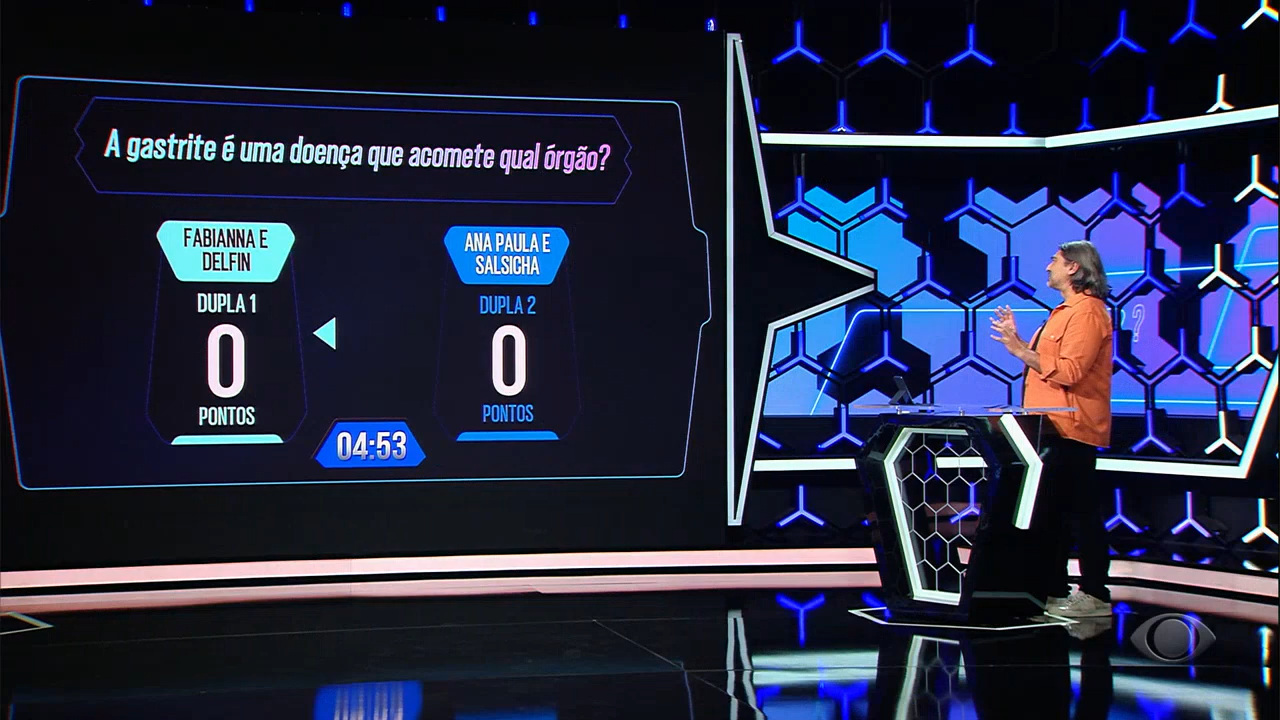 A gastrite é uma doença que acomete qual órgão?
FABIANNA E
DELFIN
DUPLA 1
0
PONTOS
ANA PAULA E
SALSICHA
DUPLA 2
0
PONTOS
04:53
?